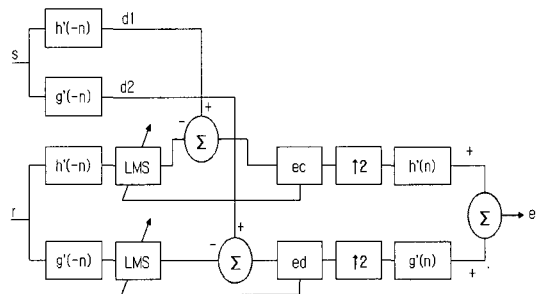 h'(-n) d1
s
g'(-n) d2
+
-
Σ
h'(-n) LMS ec ↑2 h'(n) +
r
+
-
Σ e
g'(-n) LMS Σ ed ↑2 g'(n) +